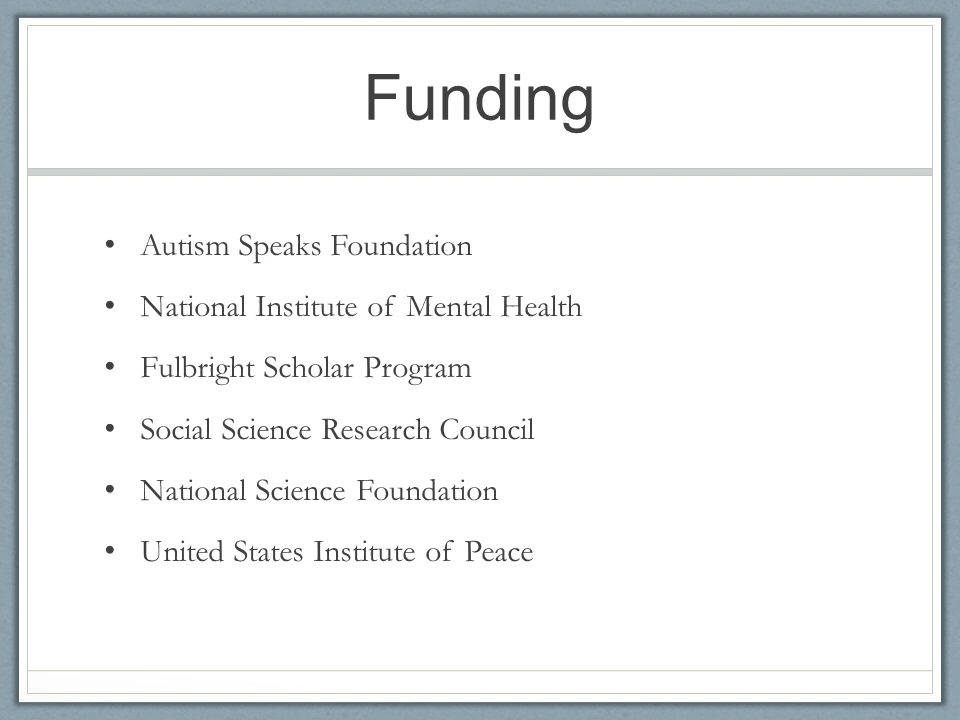 Funding
• Autism Speaks Foundation
• National Institute of Mental Health
• Fulbright Scholar Program
• Social Science Research Council
• National Science Foundation
• United States Institute of Peace